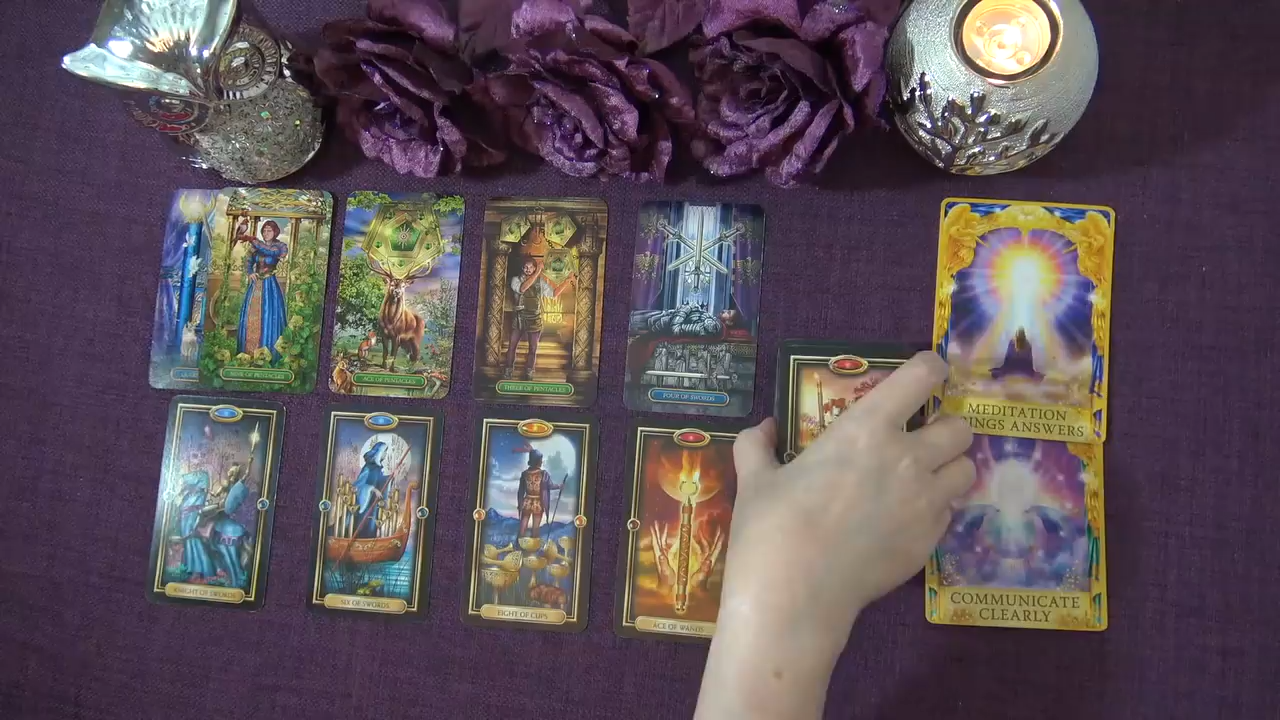 NINE OF PENTACLES
ACE OF PENTACLES
THREE OF PENTACLES
FOUR OF SWORDS
MEDITATION
INGS ANSWERS
KNIGHT OF SWORDS
SIX OF SWORDS
EIGHT OF CUPS
ACE OF WANDS
COMMUNICATE
CLEARLY